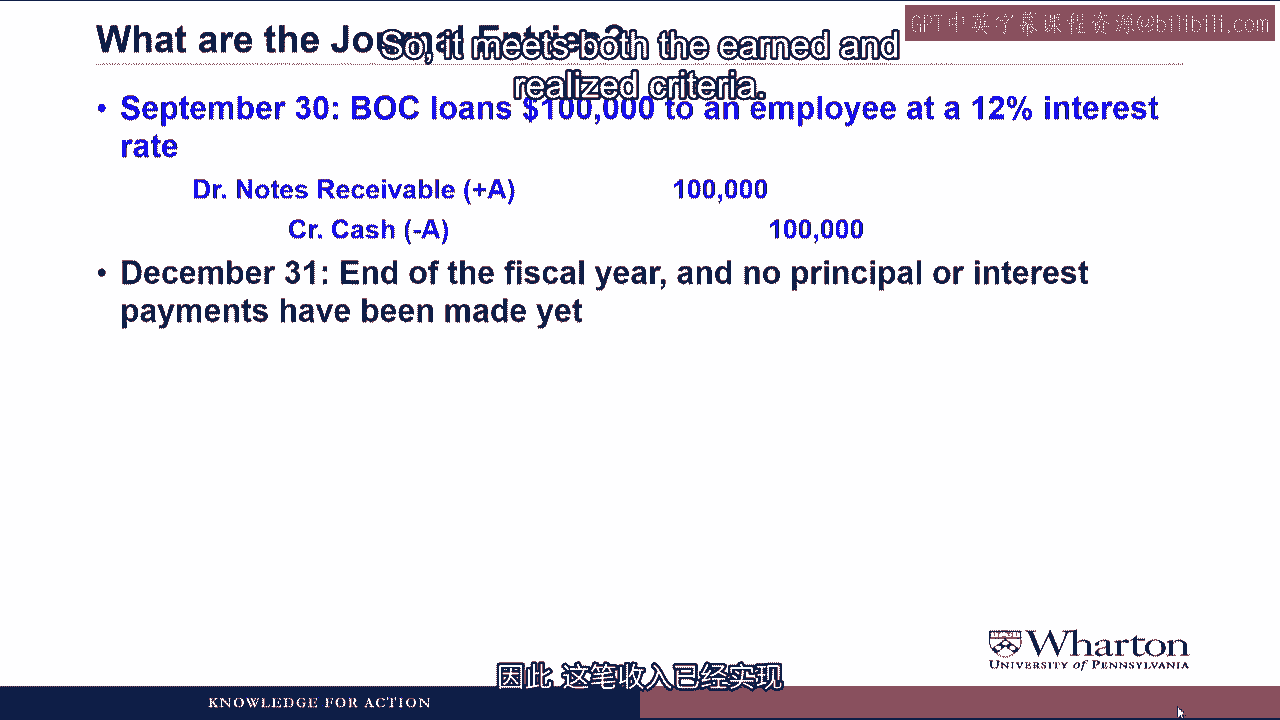 What are the Journal Entries?
GPT中英字幕课程资源@bilibili.com
So, it meets both the earned and
realized criteria.
• September 30: BOC loans $100,000 to an employee at a 12% interest
rate
Dr. Notes Receivable (+A) 100,000
Cr. Cash (-A) 100,000
• December 31: End of the fiscal year, and no principal or interest
payments have been made yet
Wharton
UNIVERSITY of PENNSYLVANIA
因此 这笔收入已经实现
KNOWLEDGE FOR ACTION